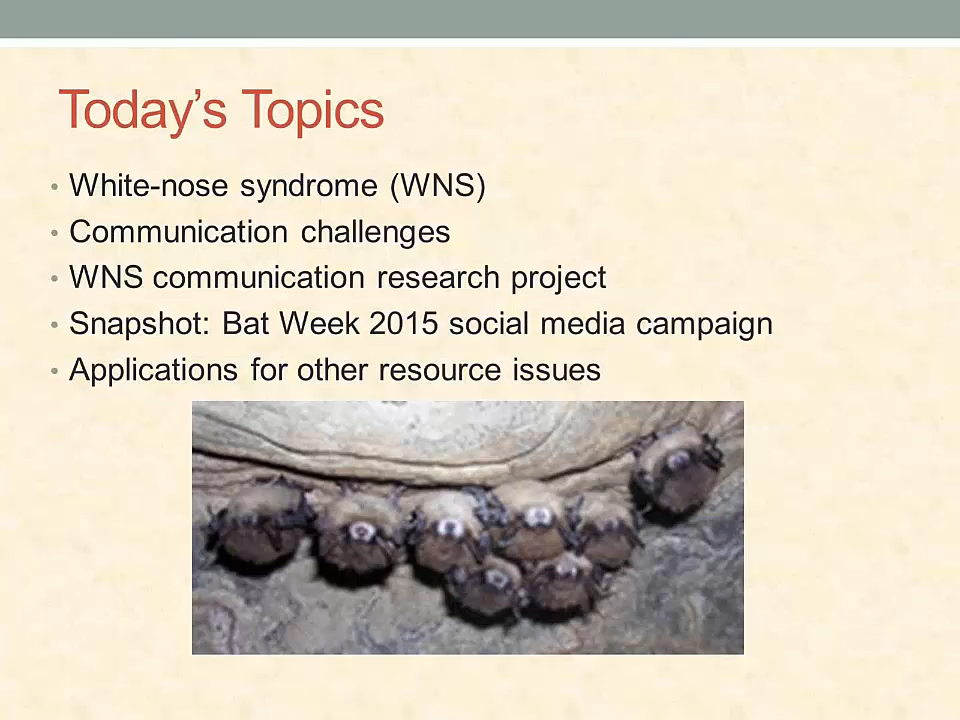 Today’s Topics
• White-nose syndrome (WNS)
• Communication challenges
• WNS communication research project
• Snapshot: Bat Week 2015 social media campaign
• Applications for other resource issues